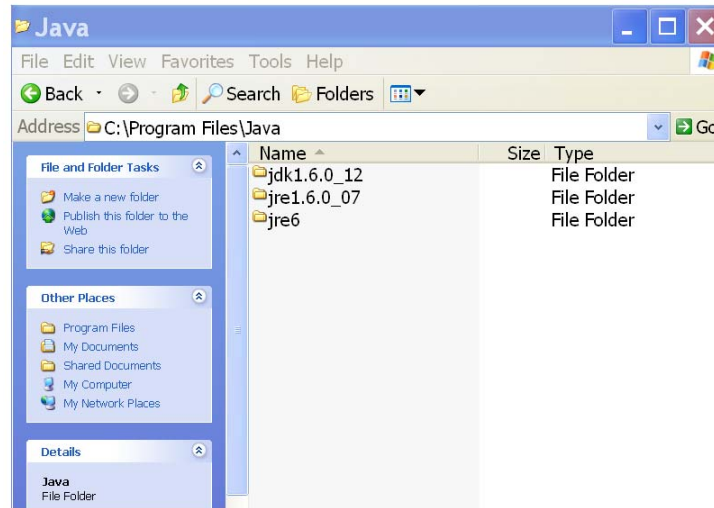 Java
File Edit View Favorites Tools Help
Back Search Folders
Address C:\Program Files\Java Go
File and Folder Tasks
Make a new folder
Publish this folder to the
Web
Share this folder
Other Places
Program Files
My Documents
Shared Documents
My Computer
My Network Places
Details
Java
File Folder
Name Size Type
jdk1.6.0_12 File Folder
jre1.6.0_07 File Folder
jre6 File Folder